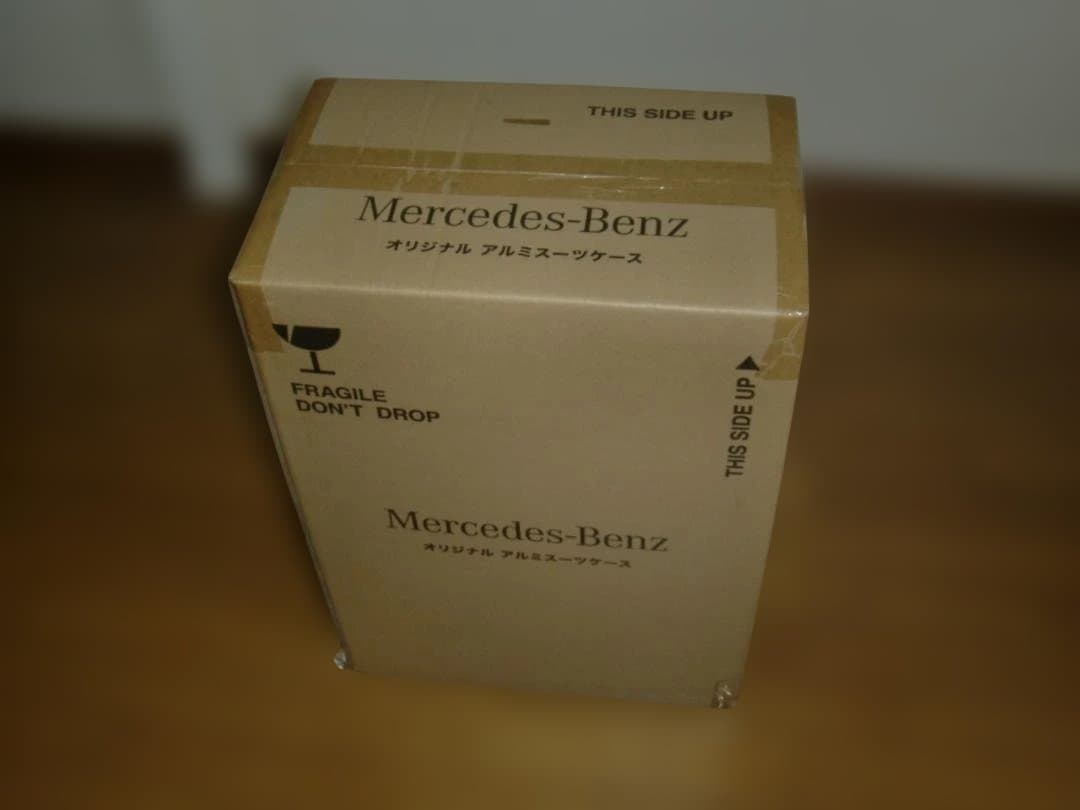 THIS SIDE UP
Mercedes-Benz
オリジナル アルミスーツケース
FRAGILE
DON'T DROP
THIS SIDE UP
Mercedes-Benz
オリジナル アルミスーツケース